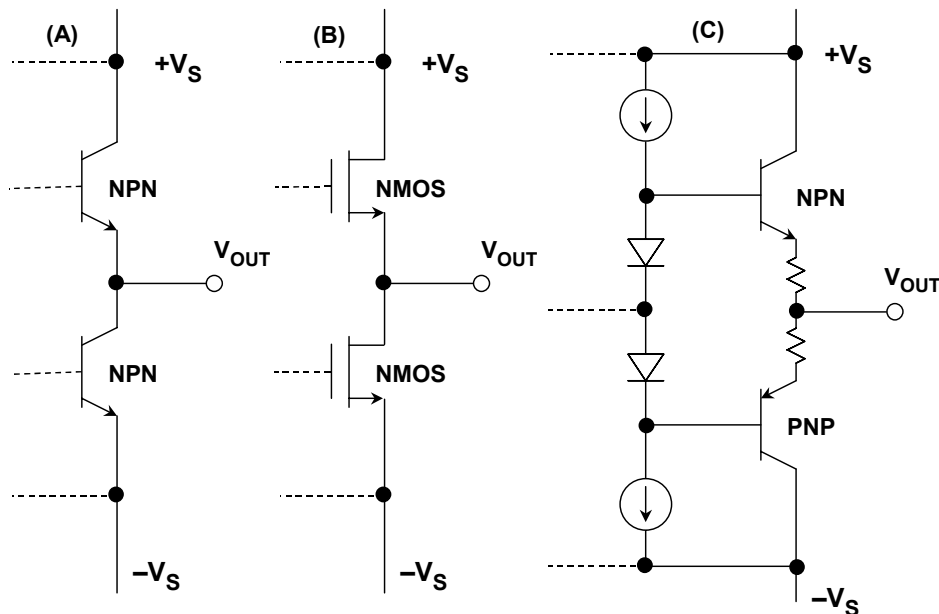 (A)
+VS
NPN
VOUT
NPN
–VS
(B)
+VS
NMOS
VOUT
NMOS
–VS
(C)
+VS
NPN
VOUT
PNP
–VS